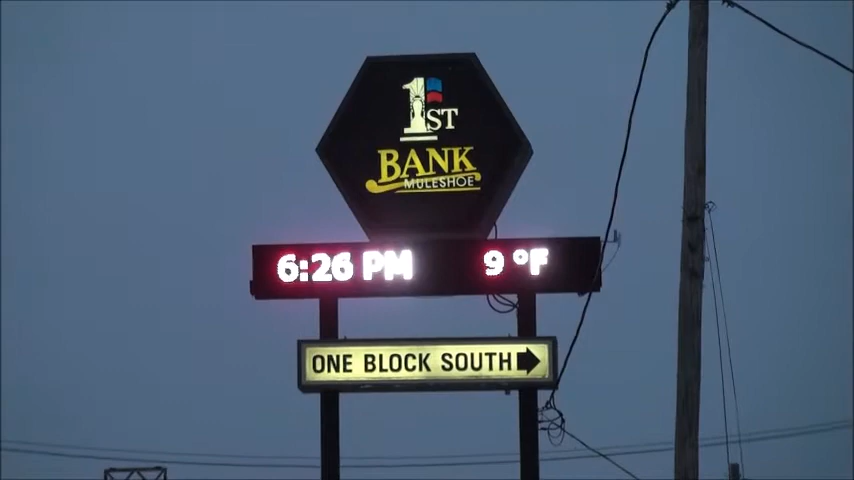 1ST
BANK
MULESHOE
6:26 PM 9 °F
ONE BLOCK SOUTH